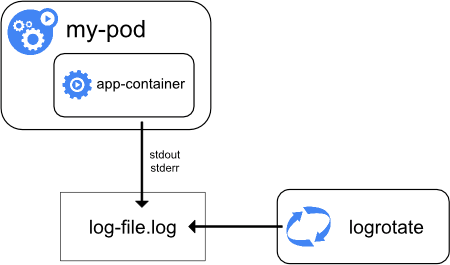 my-pod
app-container
stdout
stderr
log-file.log
logrotate